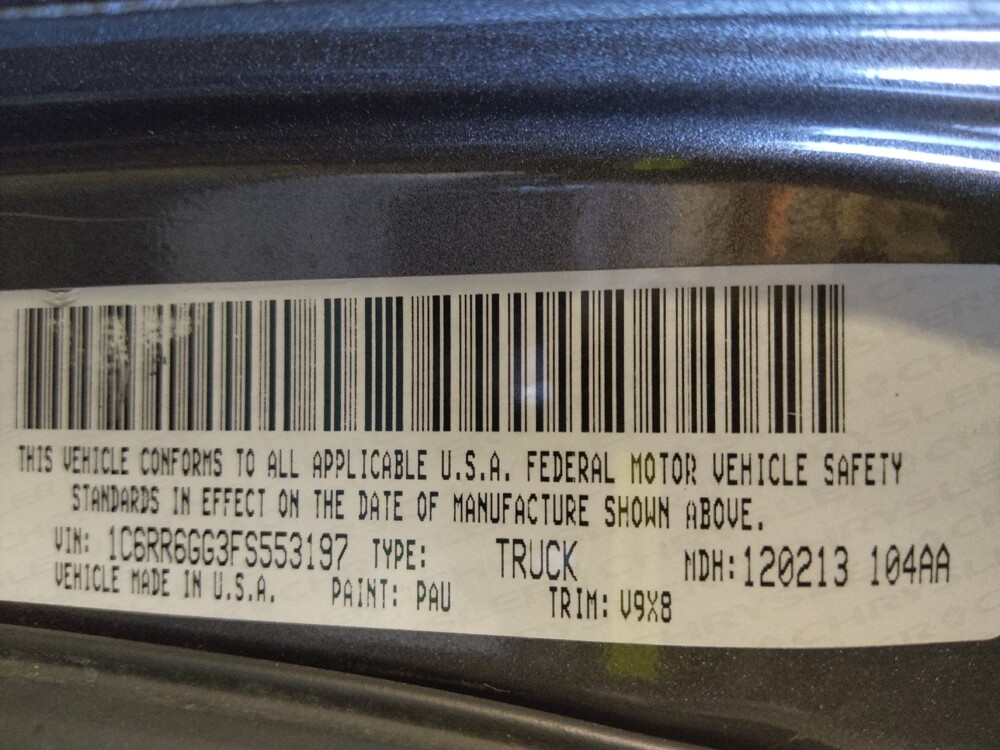 THIS VEHICLE CONFORMS TO ALL APPLICABLE U.S.A. FEDERAL MOTOR VEHICLE SAFETY
STANDARDS IN EFFECT ON THE DATE OF MANUFACTURE SHOWN ABOVE.
VIN: 1C6RR6GG3FS553197 TYPE: TRUCK MDH: 120213 104AA
VEHICLE MADE IN U.S.A. PAINT: PAU TRIM: V9X8